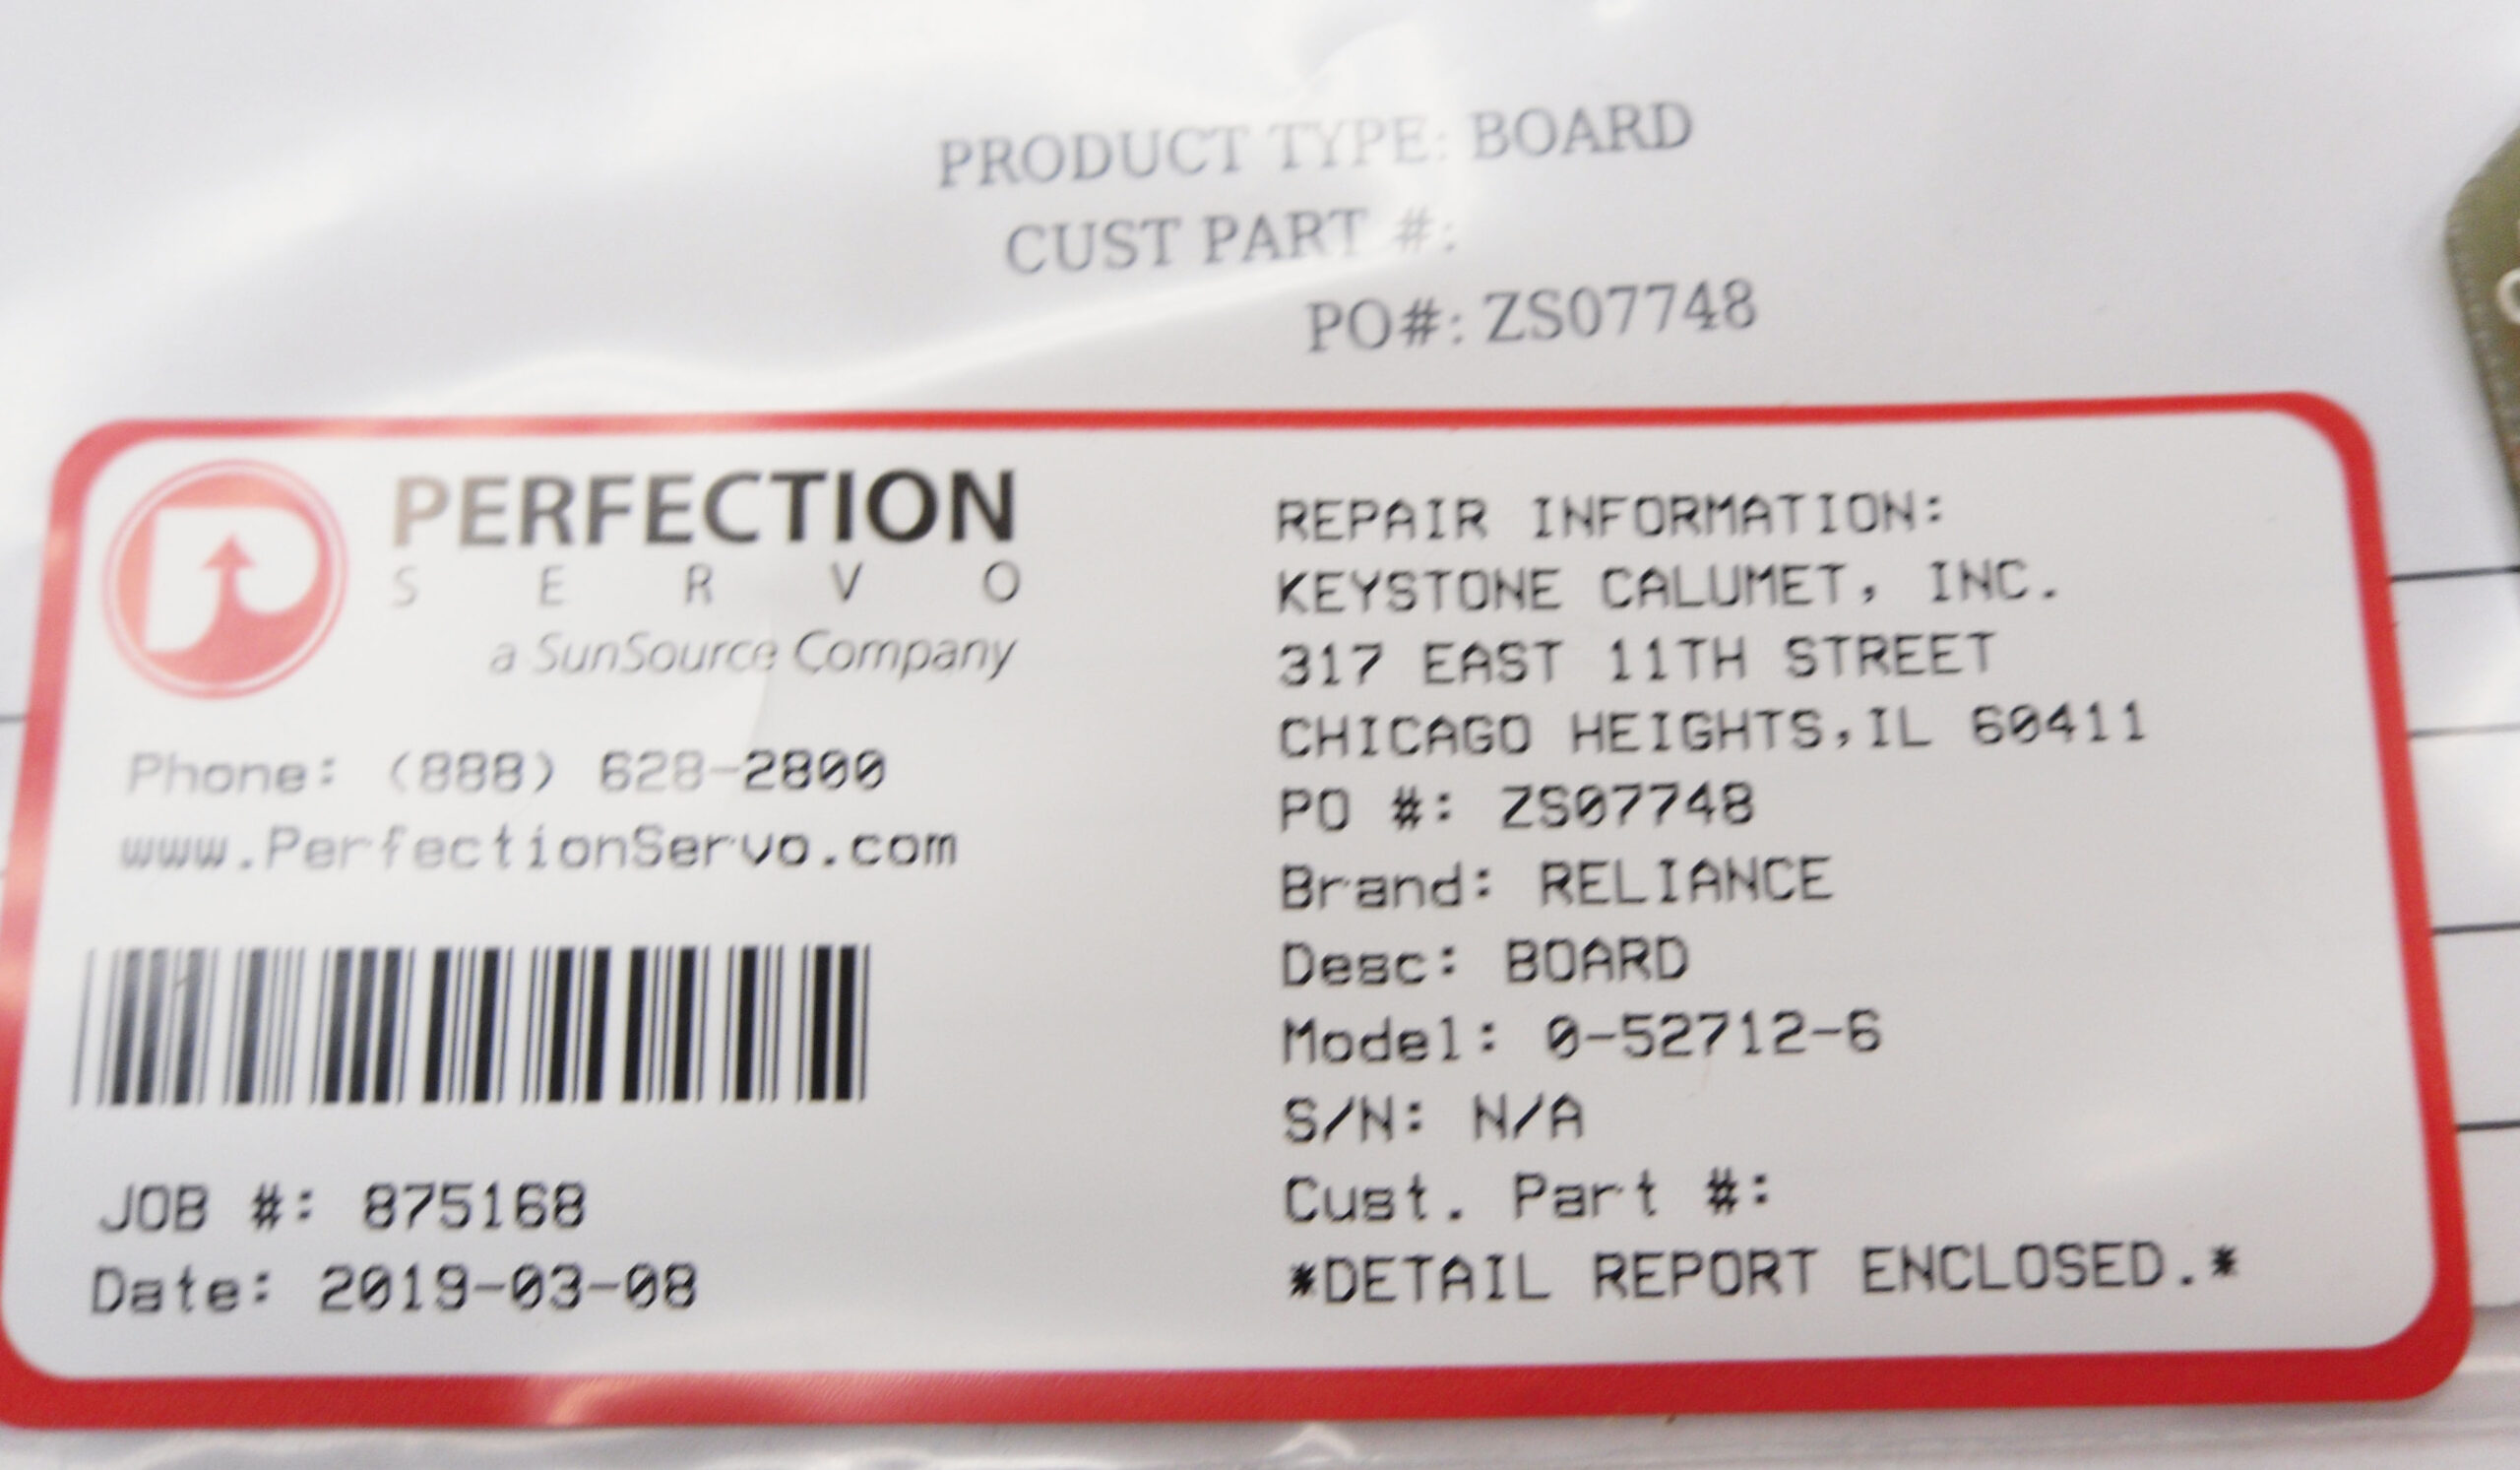 PRODUCT TYPE: BOARD
CUST PART #:
PO#: ZS07748
PERFECTION
SERVO
a SunSource Company
Phone: (888) 628-2800
www.PerfectionServo.com
JOB #: 875168
Date: 2019-03-08
REPAIR INFORMATION:
KEYSTONE CALUMET, INC.
317 EAST 11TH STREET
CHICAGO HEIGHTS,IL 60411
PO #: ZS07748
Brand: RELIANCE
Desc: BOARD
Model: 0-52712-6
S/N: N/A
Cust. Part #:
*DETAIL REPORT ENCLOSED.*